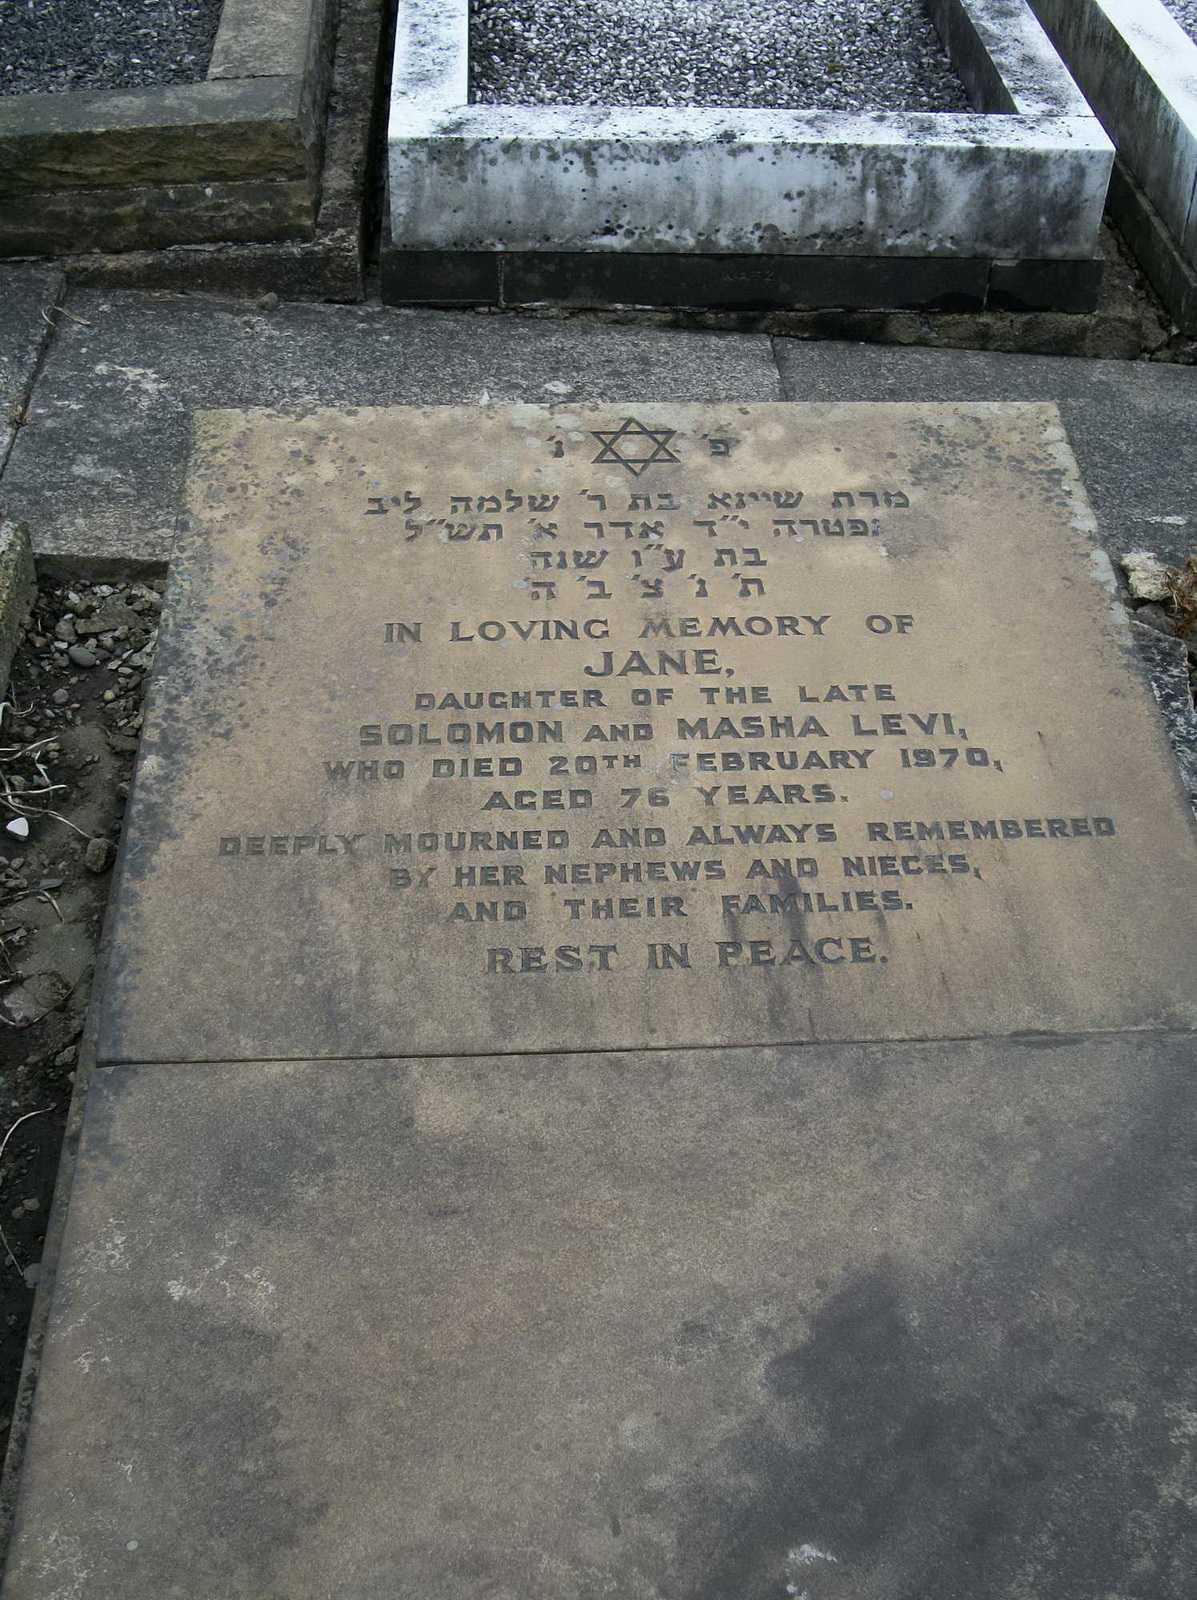 פ׳ נ׳
מרת שיינא בת ר׳ שלמה ליב
נפטרה י״ד אדר א׳ תש״ל
בת ע״ו שנה
ת׳ נ׳ צ׳ ב׳ ה׳
IN LOVING MEMORY OF
JANE,
DAUGHTER OF THE LATE
SOLOMON AND MASHA LEVI,
WHO DIED 20TH FEBRUARY 1970,
AGED 76 YEARS.
DEEPLY MOURNED AND ALWAYS REMEMBERED
BY HER NEPHEWS AND NIECES,
AND THEIR FAMILIES.
REST IN PEACE.